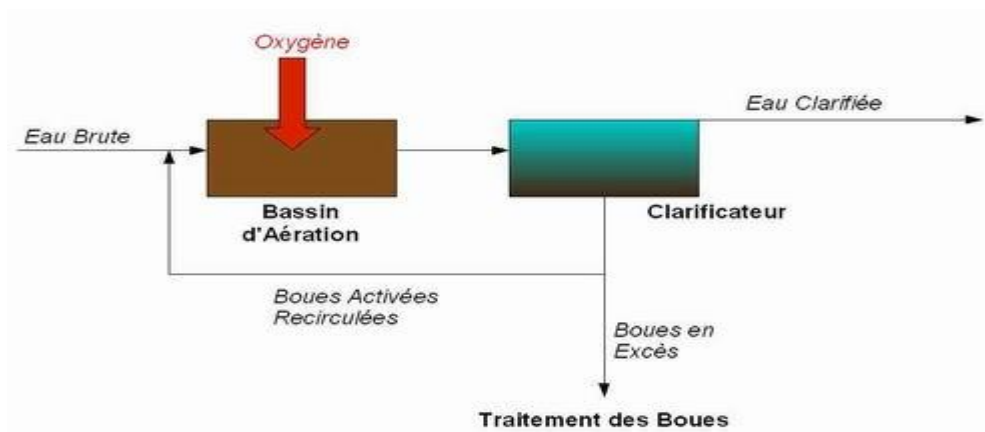 Oxygène
Eau Brute
Eau Clarifiée
Bassin
d'Aération
Clarificateur
Boues Activées
Recirculées
Boues en
Excès
Traitement des Boues